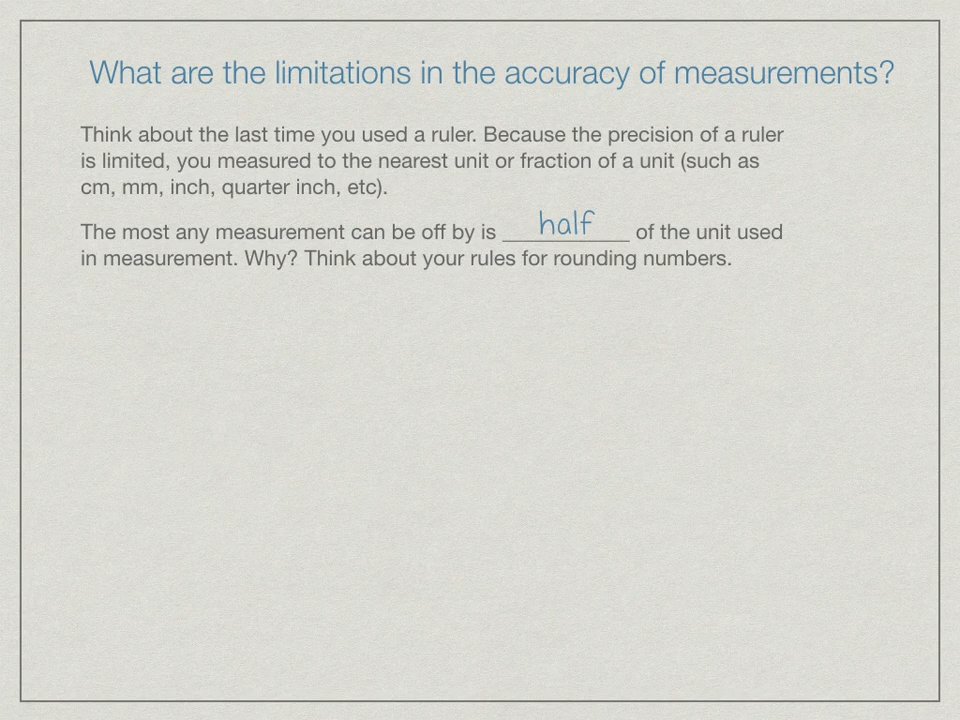 What are the limitations in the accuracy of measurements?
Think about the last time you used a ruler. Because the precision of a ruler
is limited, you measured to the nearest unit or fraction of a unit (such as
cm, mm, inch, quarter inch, etc).
The most any measurement can be off by is half of the unit used
in measurement. Why? Think about your rules for rounding numbers.